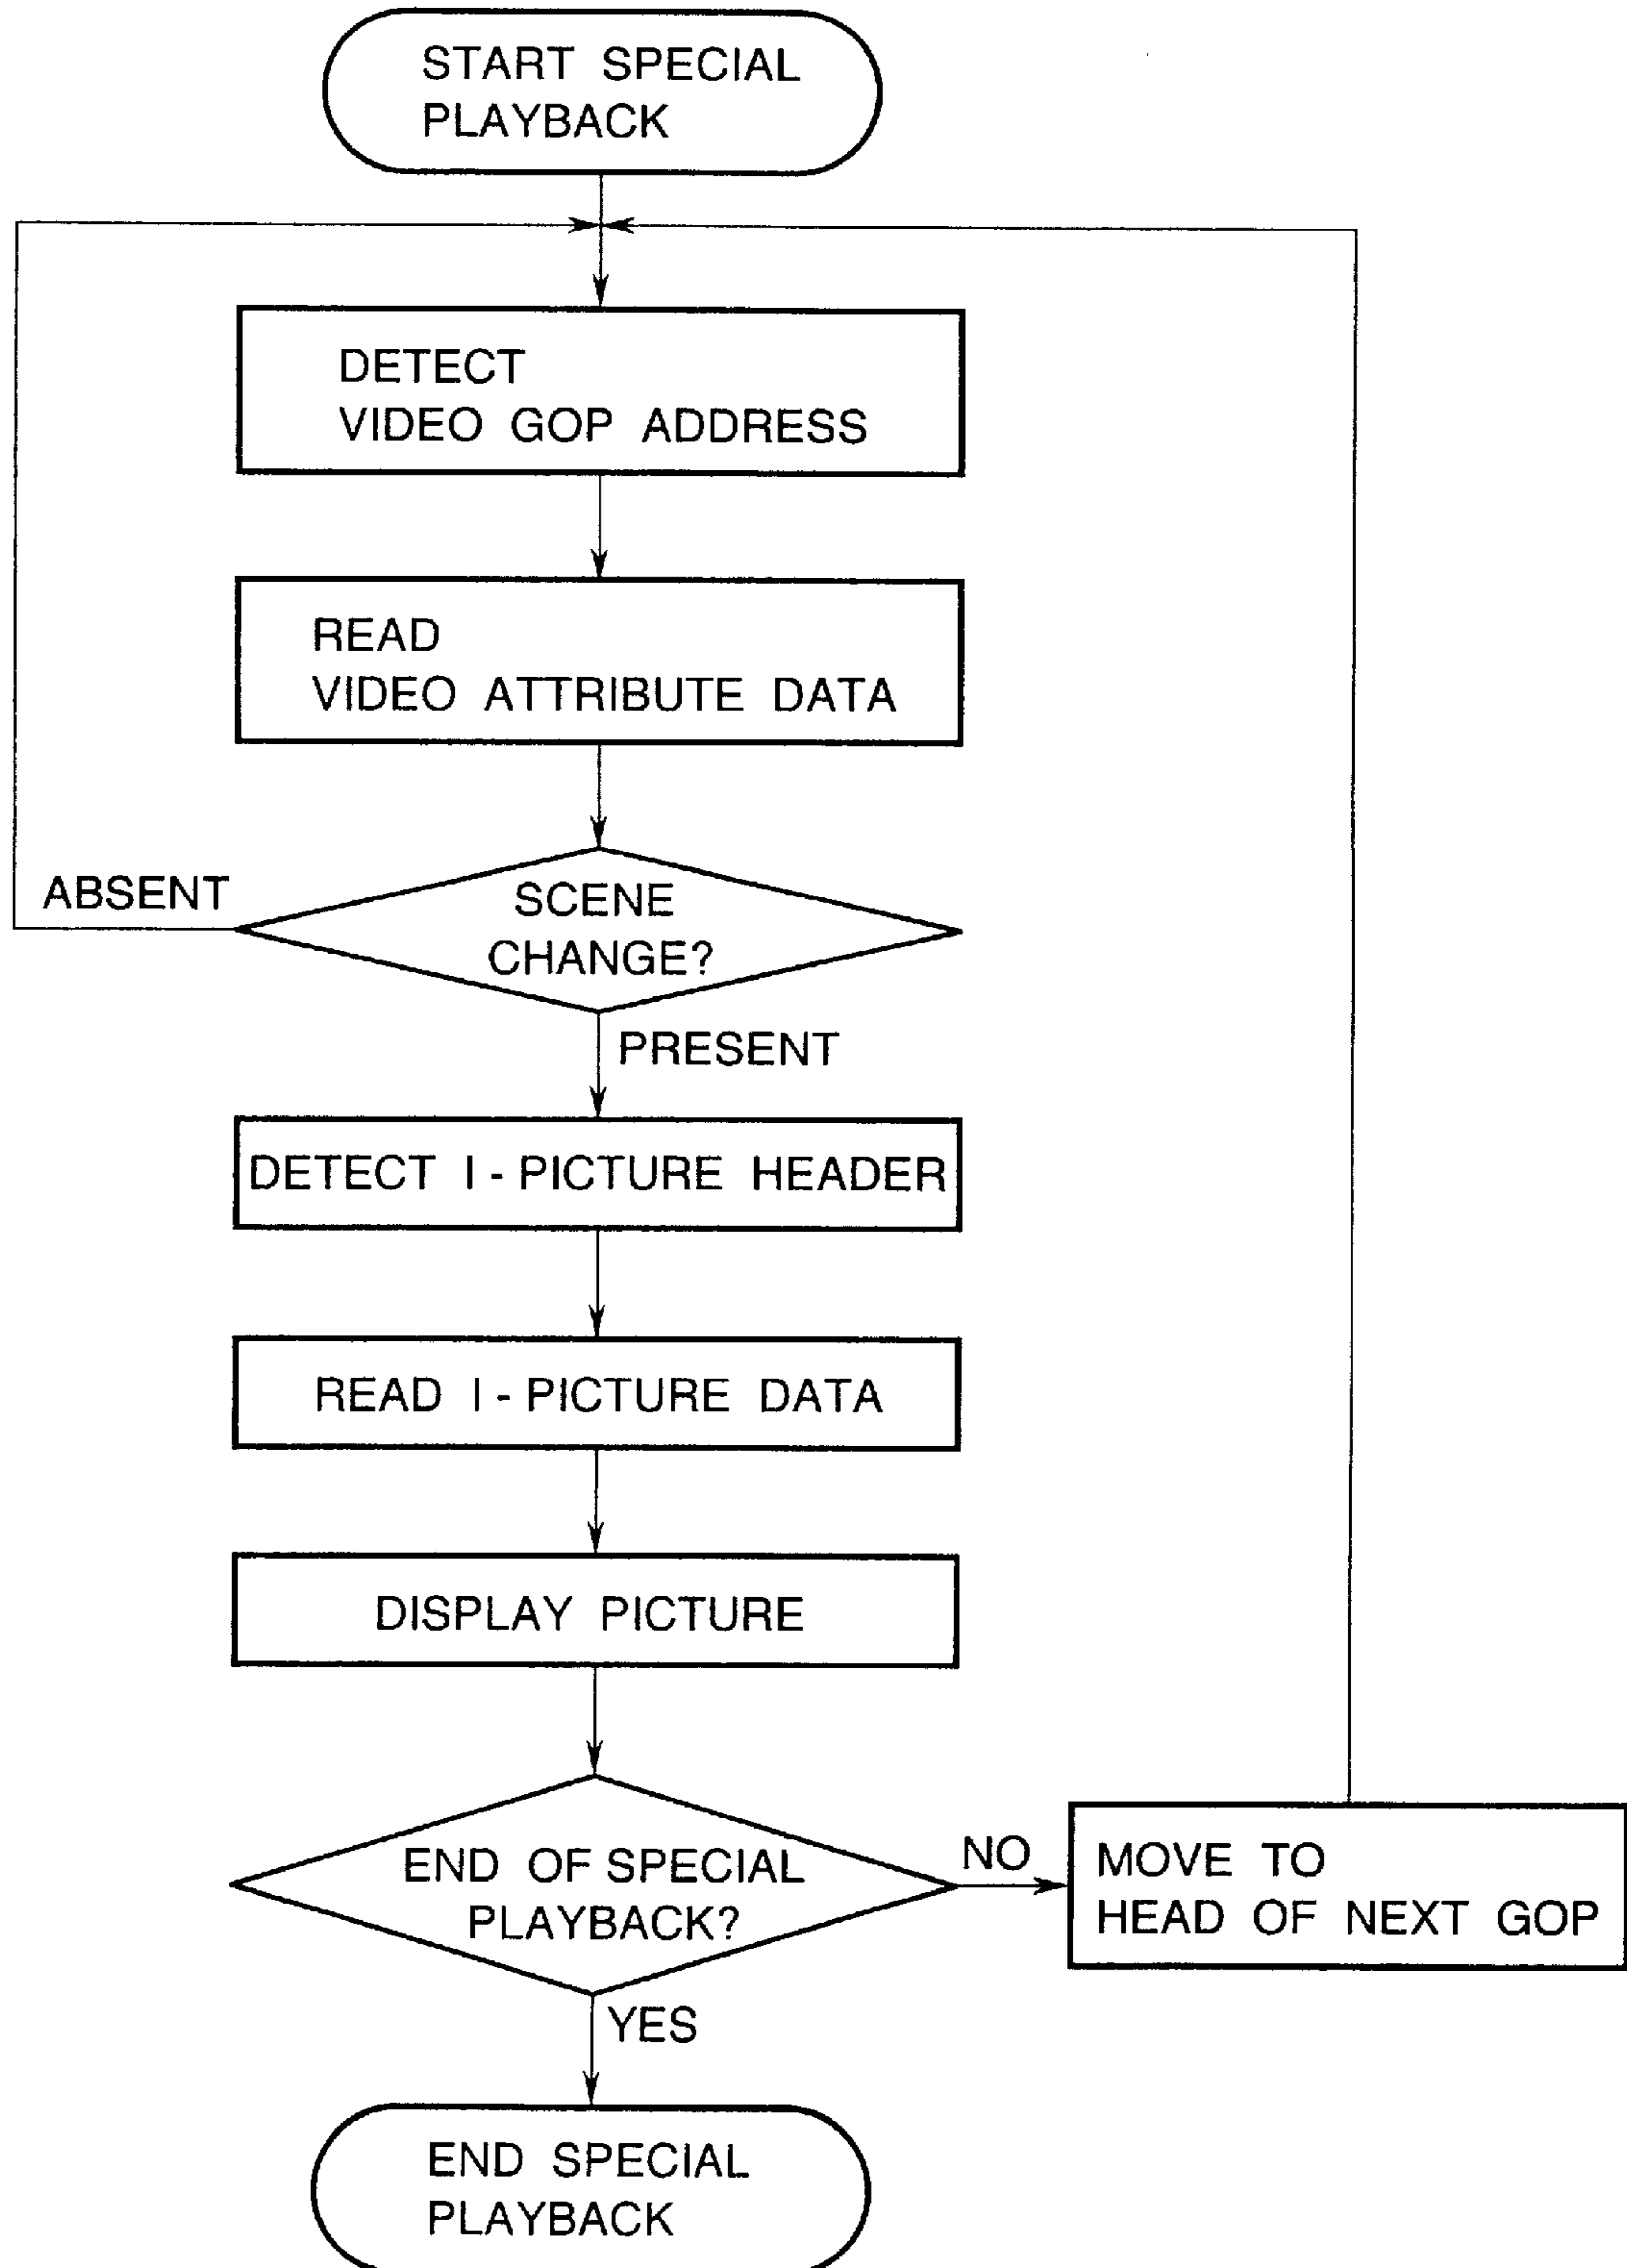 START SPECIAL
PLAYBACK
DETECT
VIDEO GOP ADDRESS
READ
VIDEO ATTRIBUTE DATA
ABSENT
SCENE
CHANGE?
PRESENT
DETECT I - PICTURE HEADER
READ I - PICTURE DATA
DISPLAY PICTURE
END OF SPECIAL
PLAYBACK?
NO
MOVE TO
HEAD OF NEXT GOP
YES
END SPECIAL
PLAYBACK